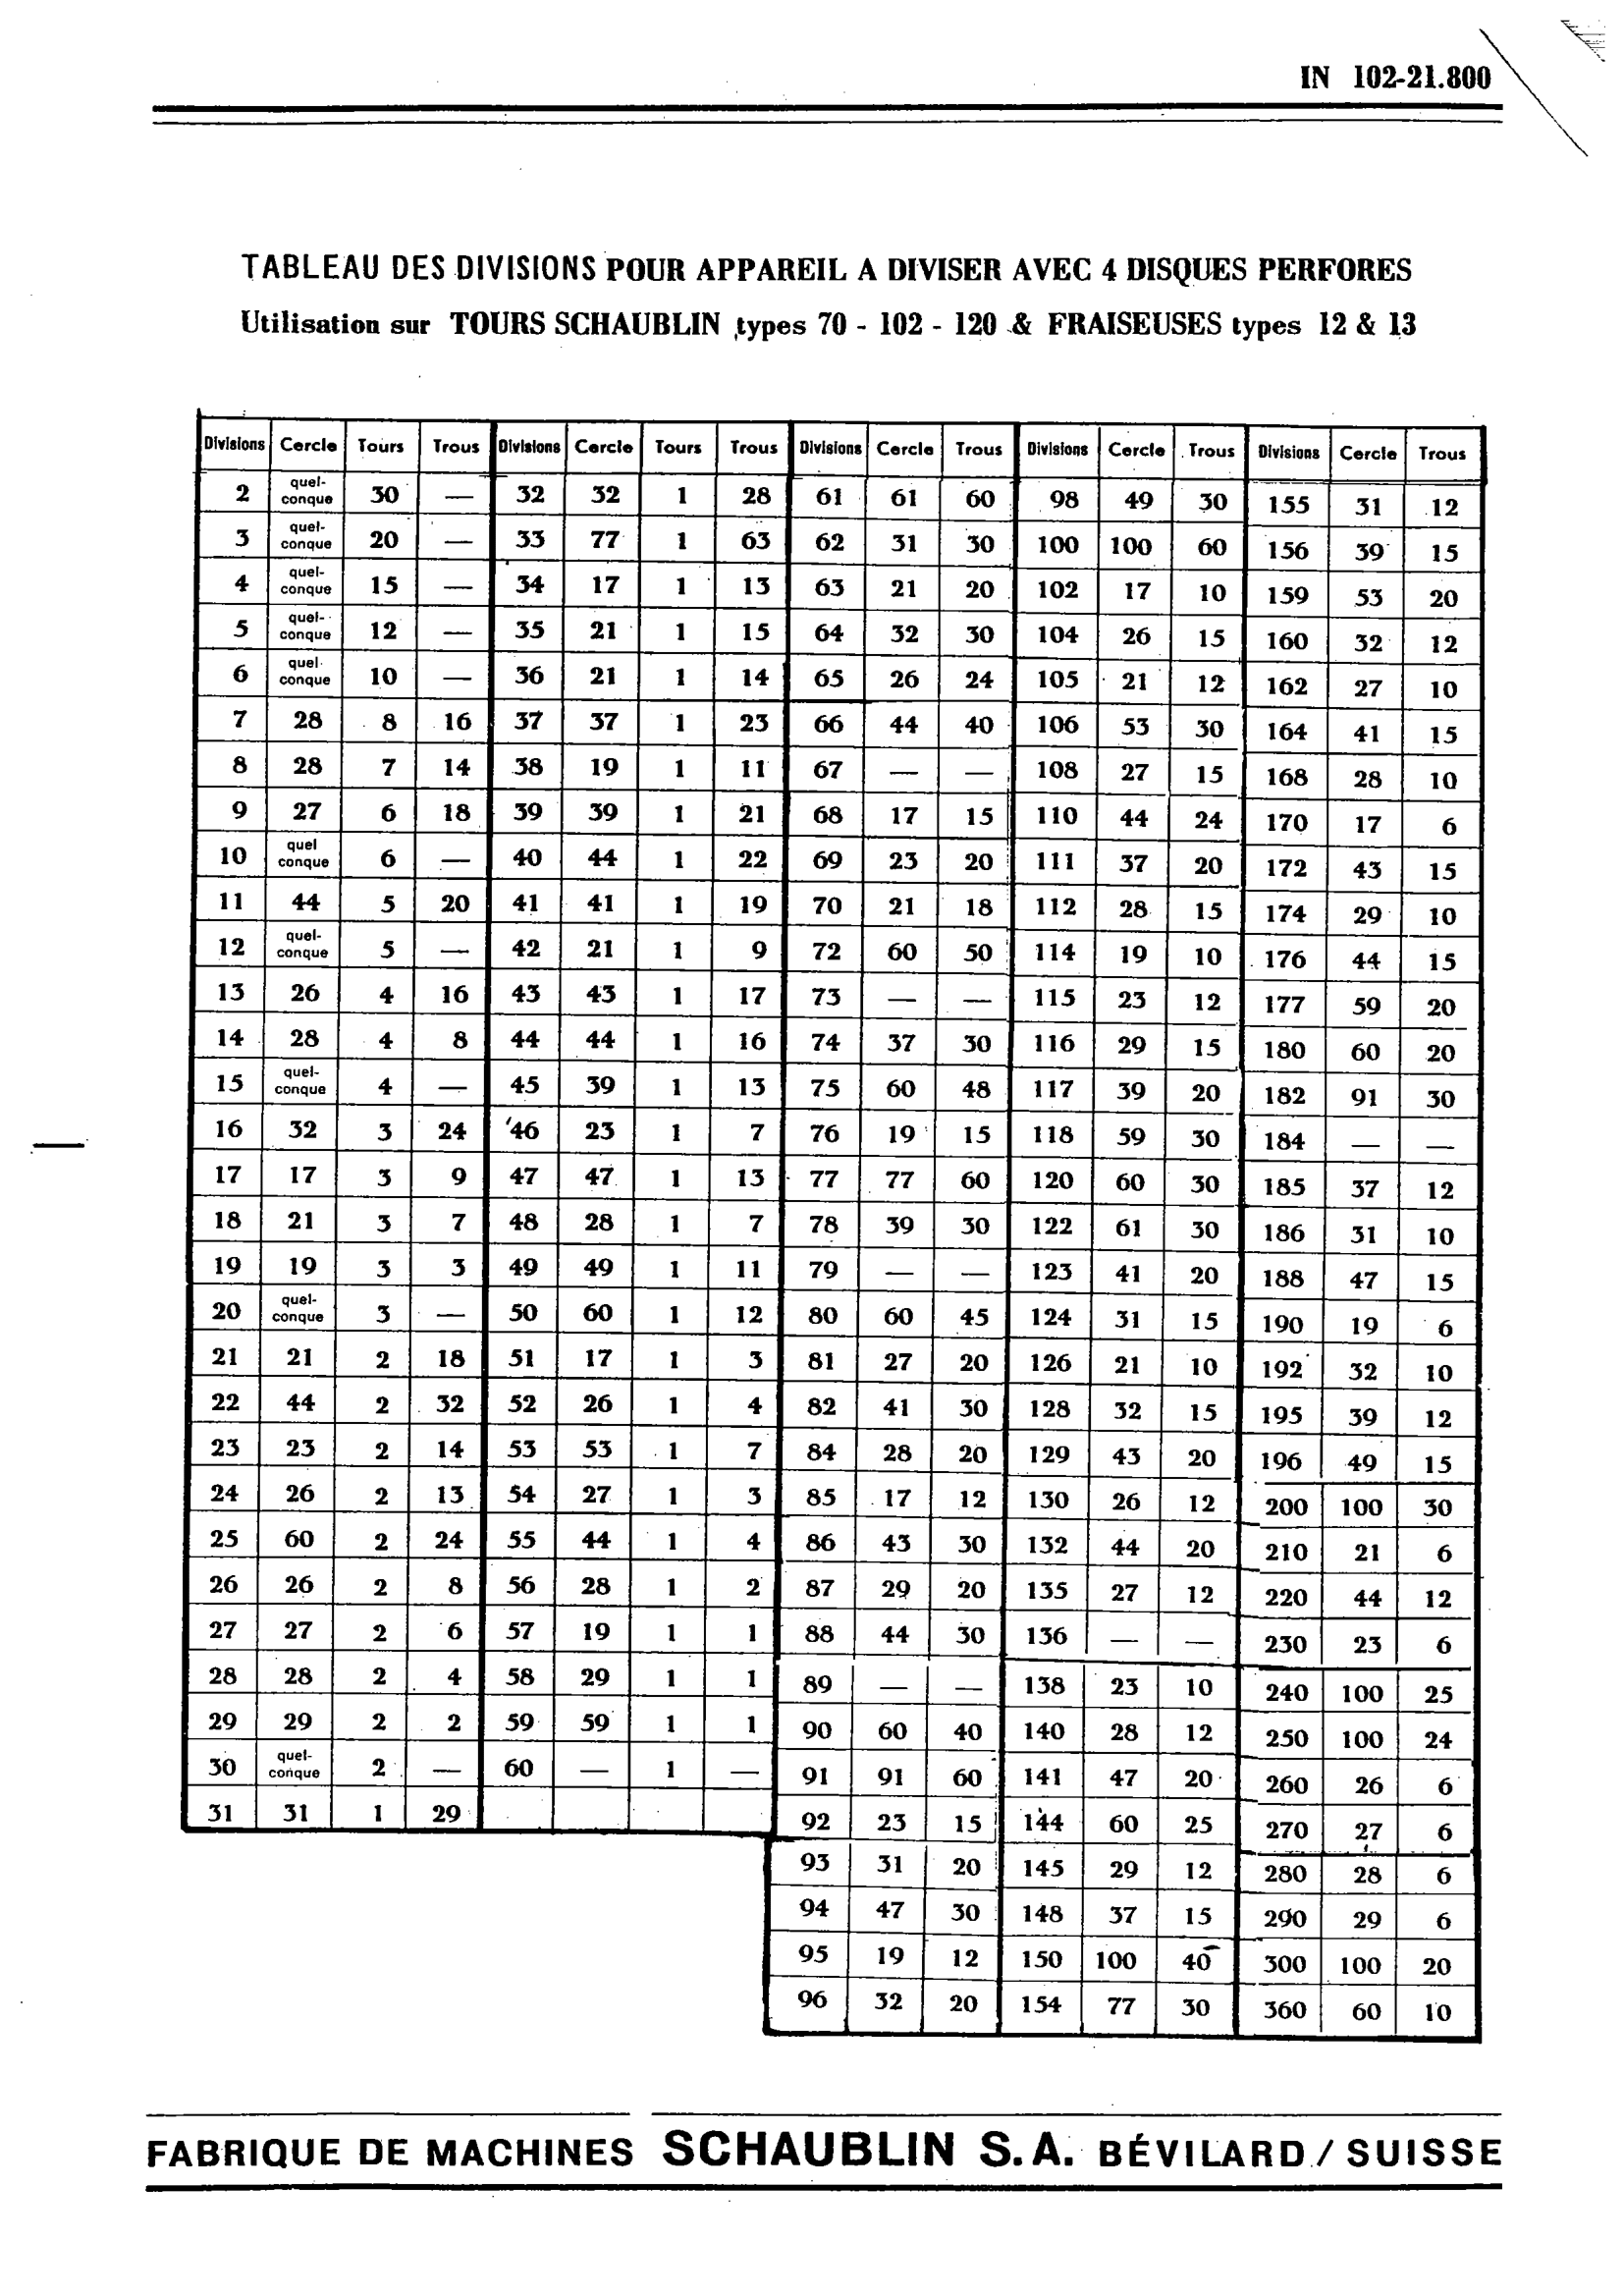 IN 102-21.800
TABLEAU DES DIVISIONS POUR APPAREIL A DIVISER AVEC 4 DISQUES PERFORES
Utilisation sur TOURS SCHAUBLIN types 70 - 102 - 120 & FRAISEUSES types 12 & 13
Divisions Cercle Tours Trous Divisions Cercle Tours Trous Divisions Cercle Trous Divisions Cercle Trous Divisions Cercle Trous
2 quel-conque 30 — 32 32 1 28 61 61 60 98 49 30 155 31 12
3 quel-conque 20 — 33 77 1 63 62 31 30 100 100 60 156 39 15
4 quel-conque 15 — 34 17 1 13 63 21 20 102 17 10 159 53 20
5 quel-conque 12 — 35 21 1 15 64 32 30 104 26 15 160 32 12
6 quel-conque 10 — 36 21 1 14 65 26 24 105 21 12 162 27 10
7 28 8 16 37 37 1 23 66 44 40 106 53 30 164 41 15
8 28 7 14 38 19 1 11 67 — — 108 27 15 168 28 10
9 27 6 18 39 39 1 21 68 17 15 110 44 24 170 17 6
10 quel conque 6 — 40 44 1 22 69 23 20 111 37 20 172 43 15
11 44 5 20 41 41 1 19 70 21 18 112 28 15 174 29 10
12 quel-conque 5 — 42 21 1 9 72 60 50 114 19 10 176 44 15
13 26 4 16 43 43 1 17 73 — — 115 23 12 177 59 20
14 28 4 8 44 44 1 16 74 37 30 116 29 15 180 60 20
15 quel-conque 4 — 45 39 1 13 75 60 48 117 39 20 182 91 30
16 32 3 24 46 23 1 7 76 19 15 118 59 30 184 — —
17 17 3 9 47 47 1 13 77 77 60 120 60 30 185 37 12
18 21 3 7 48 28 1 7 78 39 30 122 61 30 186 31 10
19 19 3 3 49 49 1 11 79 — — 123 41 20 188 47 15
20 quel-conque 3 — 50 60 1 12 80 60 45 124 31 15 190 19 6
21 21 2 18 51 17 1 3 81 27 20 126 21 10 192 32 10
22 44 2 32 52 26 1 4 82 41 30 128 32 15 195 39 12
23 23 2 14 53 53 1 7 84 28 20 129 43 20 196 49 15
24 26 2 13 54 27 1 3 85 17 12 130 26 12 200 100 30
25 60 2 24 55 44 1 4 86 43 30 132 44 20 210 21 6
26 26 2 8 56 28 1 2 87 29 20 135 27 12 220 44 12
27 27 2 6 57 19 1 1 88 44 30 136 — — 230 23 6
28 28 2 4 58 29 1 1 89 — — 138 23 10 240 100 25
29 29 2 2 59 59 1 1 90 60 40 140 28 12 250 100 24
30 quel-conque 2 — 60 — 1 — 91 91 60 141 47 20 260 26 6
31 31 1 29 92 23 15 144 60 25 270 27 6
93 31 20 145 29 12 280 28 6
94 47 30 148 37 15 290 29 6
95 19 12 150 100 40 300 100 20
96 32 20 154 77 30 360 60 10
FABRIQUE DE MACHINES SCHAUBLIN S.A. BÉVILARD / SUISSE